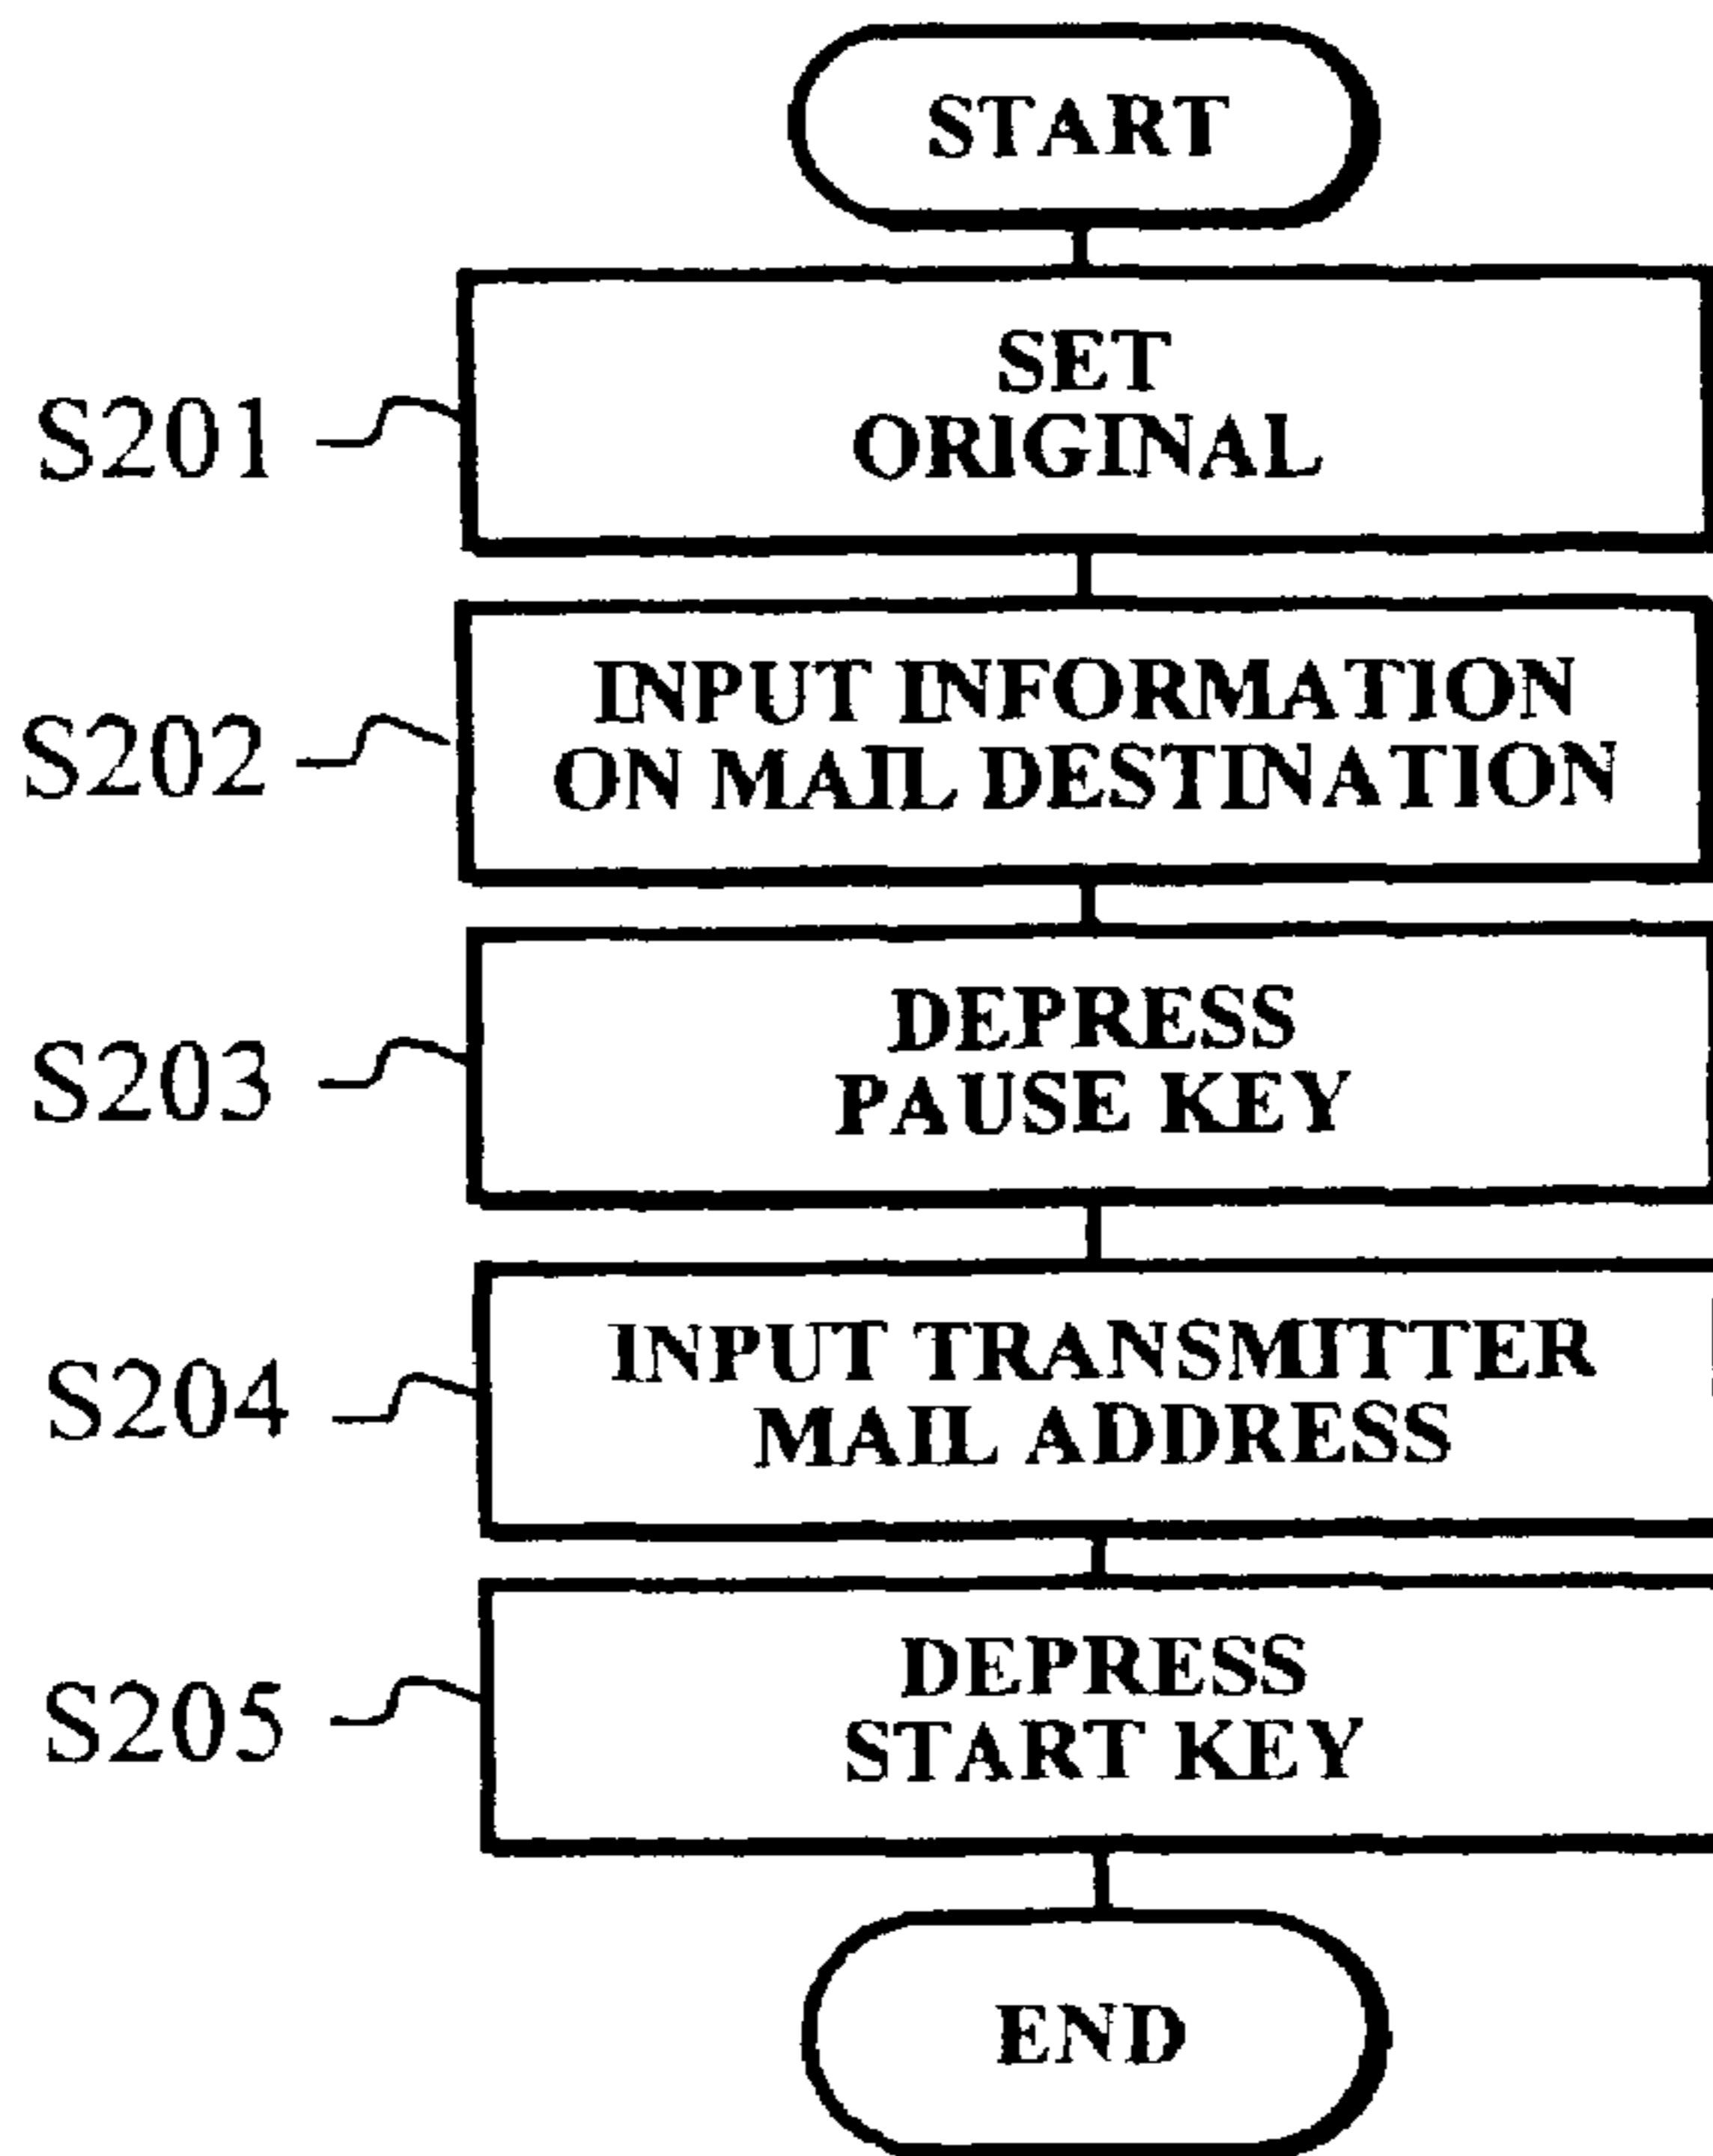 START
SET
ORIGINAL
S201
INPUT INFORMATION
ON MAIL DESTINATION
S202
DEPRESS
PAUSE KEY
S203
INPUT TRANSMITTER
MAIL ADDRESS
S204
DEPRESS
START KEY
S205
END